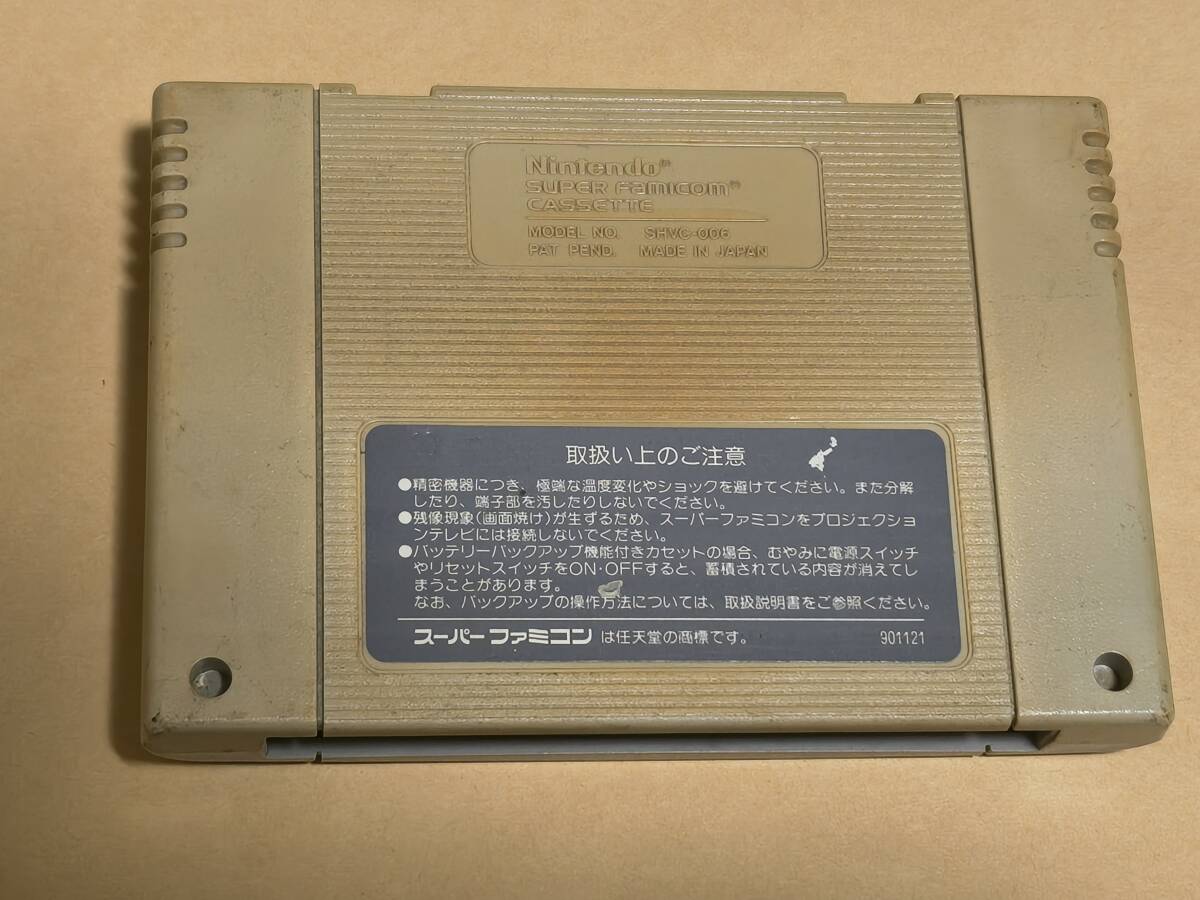 Nintendo®
SUPER Famicom®
CASSETTE
MODEL NO. SHVC-006
PAT PEND. MADE IN JAPAN
取扱い上のご注意
●精密機器につき、極端な温度変化やショックを避けてください。また分解
したり、端子部を汚したりしないでください。
●残像現象(画面焼け)が生ずるため、スーパーファミコンをプロジェクショ
ンテレビには接続しないでください。
●バッテリーバックアップ機能付きカセットの場合、むやみに電源スイッチ
やリセットスイッチをON・OFFすると、蓄積されている内容が消えてし
まうことがあります。
なお、バックアップの操作方法については、取扱説明書をご参照ください。
スーパーファミコン は任天堂の商標です。 901121